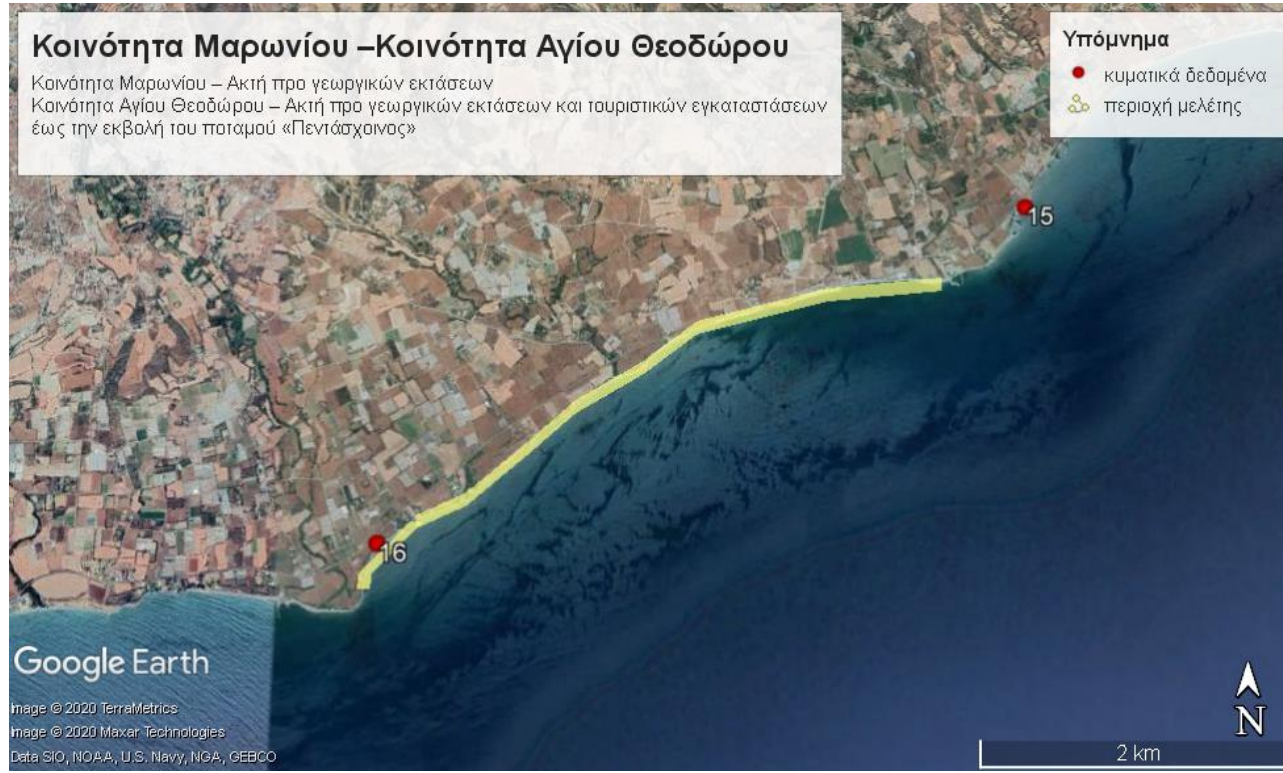 Κοινότητα Μαρωνίου –Κοινότητα Αγίου Θεοδώρου
Κοινότητα Μαρωνίου – Ακτή προ γεωργικών εκτάσεων
Κοινότητα Αγίου Θεοδώρου – Ακτή προ γεωργικών εκτάσεων και τουριστικών εγκαταστάσεων
έως την εκβολή του ποταμού «Πεντάσχοινος»
Υπόμνημα
κυματικά δεδομένα
περιοχή μελέτης
15
16
Google Earth
Image © 2020 TerraMetrics
Image © 2020 Maxar Technologies
Data SIO, NOAA, U.S. Navy, NGA, GEBCO
N
2 km